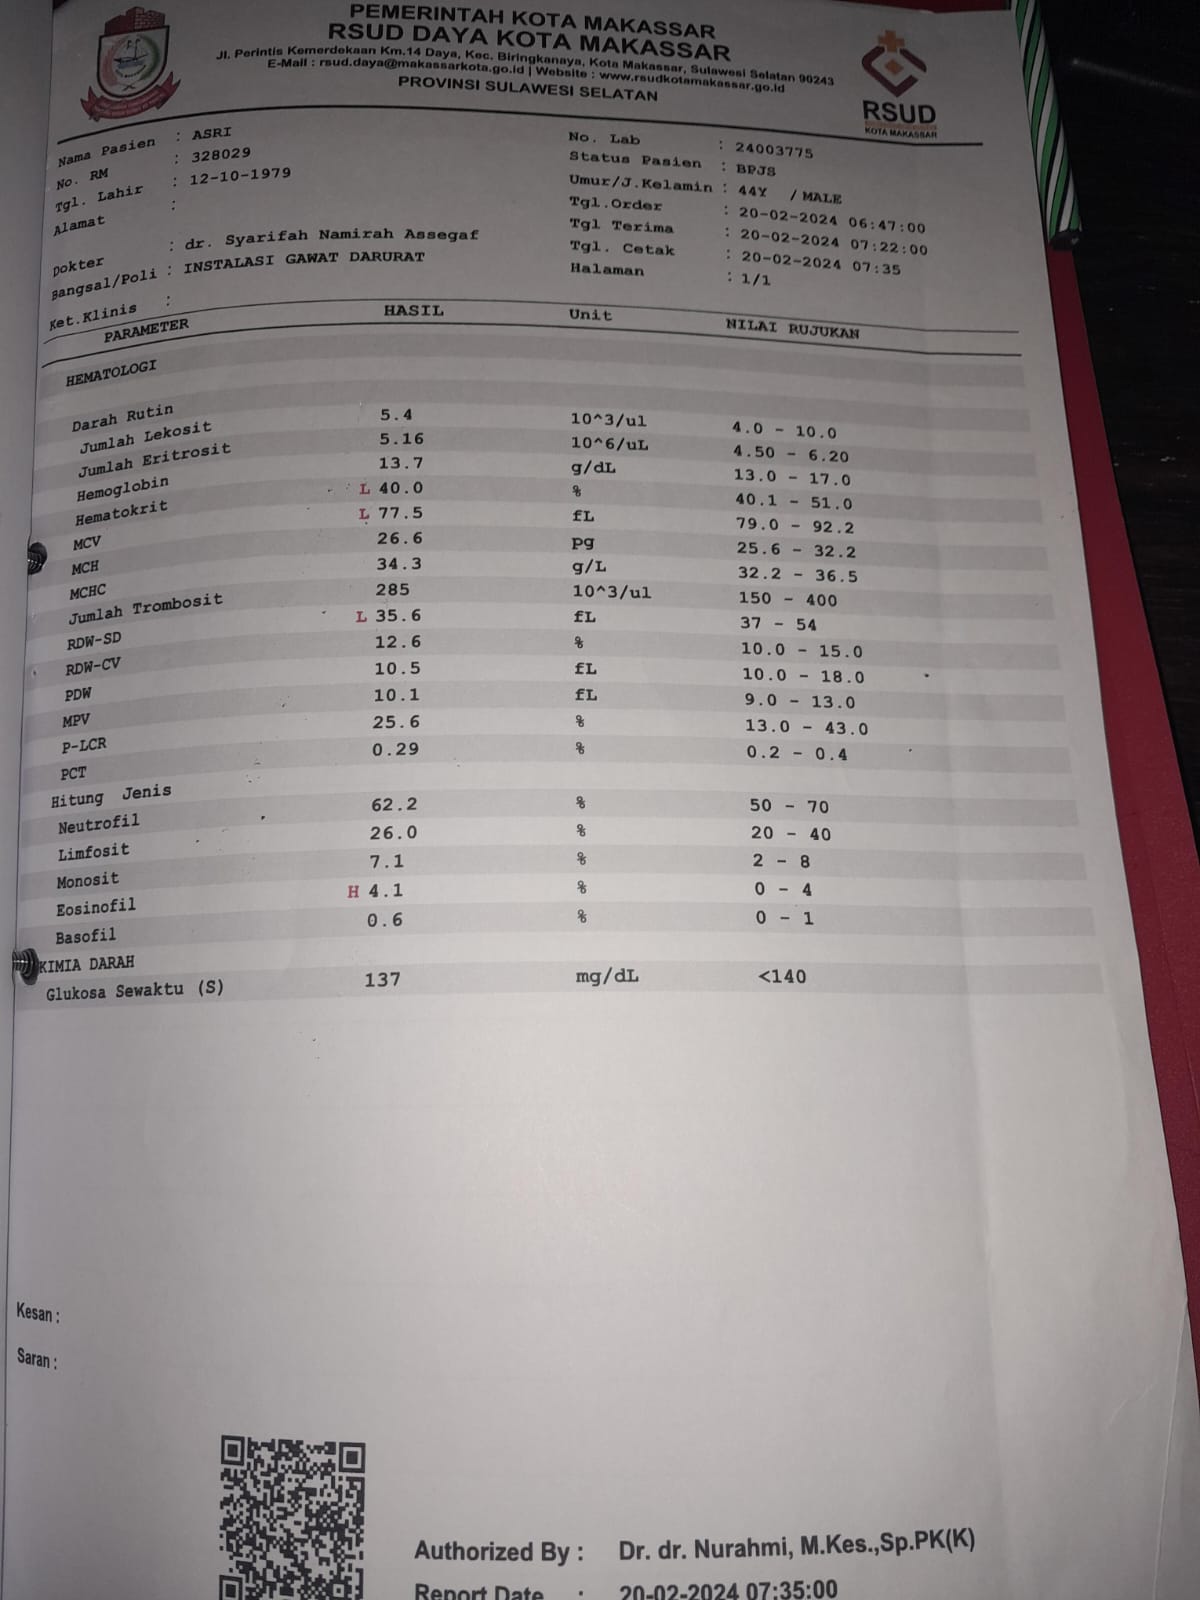 PEMERINTAH KOTA MAKASSAR
RSUD DAYA KOTA MAKASSAR
Jl. Perintis Kemerdekaan Km.14 Daya, Kec. Biringkanaya, Kota Makassar, Sulawesi Selatan 90243
E-Mail : rsud.daya@makassarkota.go.id | Website : www.rsudkotamakassar.go.id
PROVINSI SULAWESI SELATAN
RSUD
KOTA MAKASSAR
Nama Pasien : ASRI
No. RM : 328029
Tgl. Lahir : 12-10-1979
Alamat :
Dokter : dr. Syarifah Namirah Assegaf
Bangsal/Poli : INSTALASI GAWAT DARURAT
Ket.Klinis :
No. Lab : 24003775
Status Pasien : BPJS
Umur/J.Kelamin : 44Y / MALE
Tgl.Order : 20-02-2024 06:47:00
Tgl Terima : 20-02-2024 07:22:00
Tgl. Cetak : 20-02-2024 07:35
Halaman : 1/1
PARAMETER HASIL Unit NILAI RUJUKAN
HEMATOLOGI
Darah Rutin
Jumlah Lekosit 5.4 10^3/ul 4.0 - 10.0
Jumlah Eritrosit 5.16 10^6/uL 4.50 - 6.20
Hemoglobin 13.7 g/dL 13.0 - 17.0
Hematokrit L 40.0 % 40.1 - 51.0
MCV L 77.5 fL 79.0 - 92.2
MCH 26.6 pg 25.6 - 32.2
MCHC 34.3 g/L 32.2 - 36.5
Jumlah Trombosit 285 10^3/ul 150 - 400
RDW-SD L 35.6 fL 37 - 54
RDW-CV 12.6 % 10.0 - 15.0
PDW 10.5 fL 10.0 - 18.0
MPV 10.1 fL 9.0 - 13.0
P-LCR 25.6 % 13.0 - 43.0
PCT 0.29 % 0.2 - 0.4
Hitung Jenis
Neutrofil 62.2 % 50 - 70
Limfosit 26.0 % 20 - 40
Monosit 7.1 % 2 - 8
Eosinofil H 4.1 % 0 - 4
Basofil 0.6 % 0 - 1
KIMIA DARAH
Glukosa Sewaktu (S) 137 mg/dL <140
Kesan :
Saran :
Authorized By : Dr. dr. Nurahmi, M.Kes.,Sp.PK(K)
Report Date : 20-02-2024 07:35:00